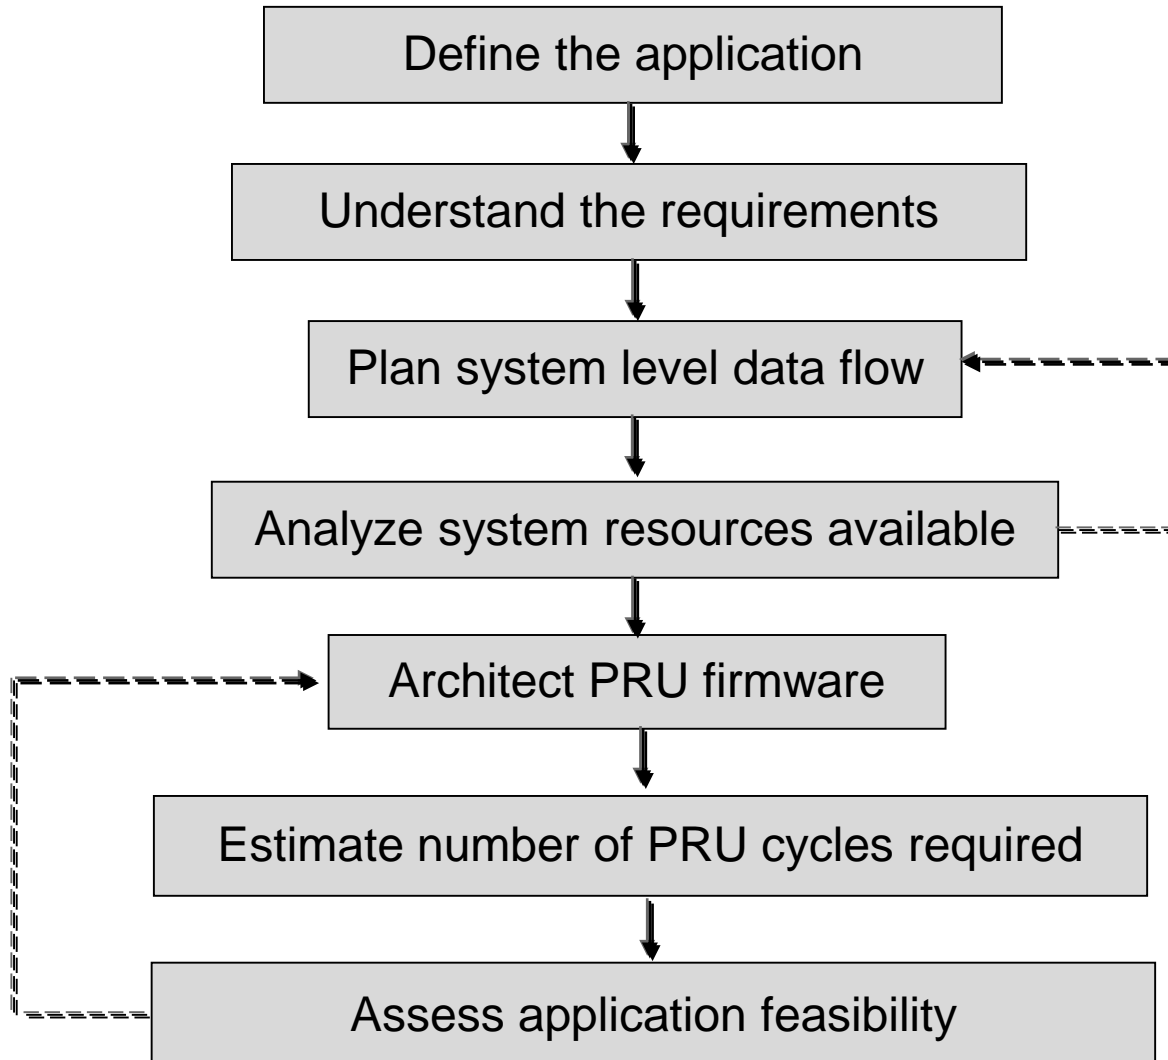 Define the application
Understand the requirements
Plan system level data flow
Analyze system resources available
Architect PRU firmware
Estimate number of PRU cycles required
Assess application feasibility